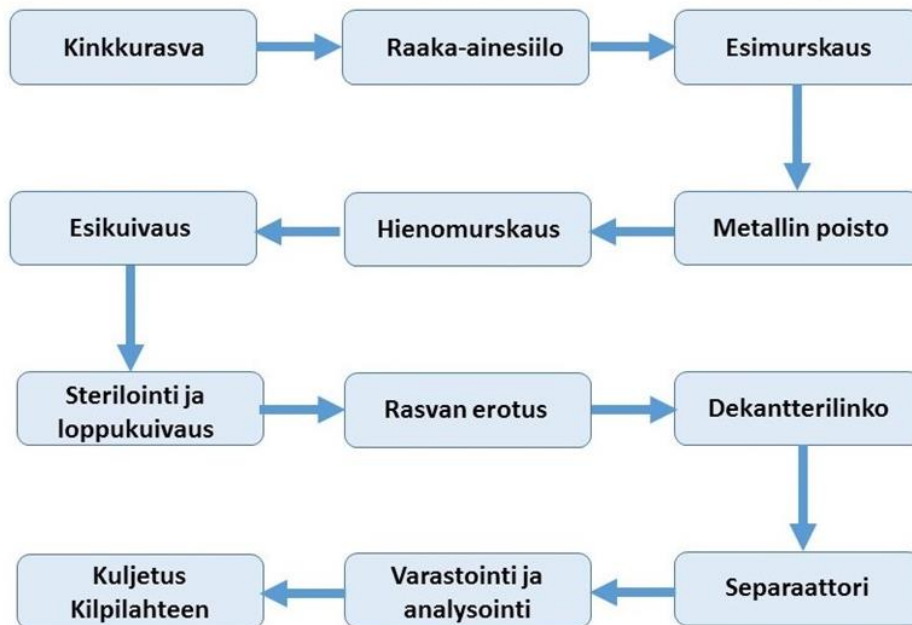 Kinkkurasva
Raaka-ainesiilo
Esimurskaus
Metallin poisto
Hienomurskaus
Esikuivaus
Sterilointi ja
loppukuivaus
Rasvan erotus
Dekantterilinko
Separaattori
Varastointi ja
analysointi
Kuljetus
Kilpilahteen